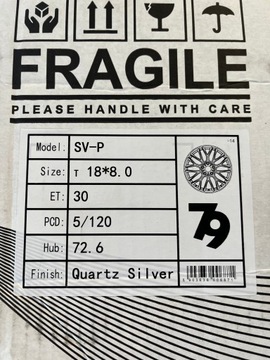 FRAGILE
PLEASE HANDLE WITH CARE
Model: SV-P
Size: T 18*8.0
ET: 30
PCD: 5/120
Hub: 72.6
Finish: Quartz Silver
79